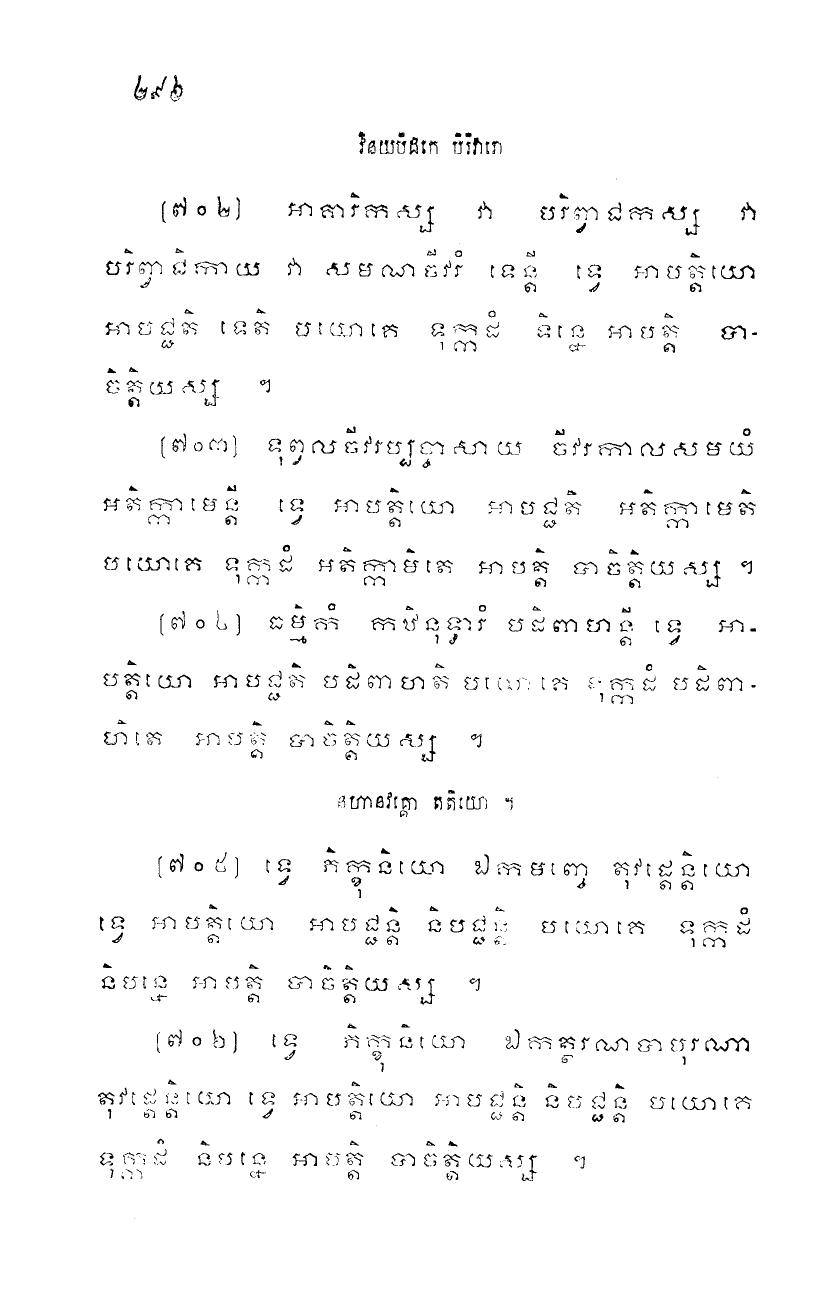 ២៩៦
វិនយបិដកេ បរិវារោ
(៧០២) អាគារិកស្ស វា បរិព្វាជកស្ស វា
បរិព្វាជិកាយ វា សមណចីវរំ ទេន្តី ទ្វេ អាបត្តិយោ
អាបជ្ជតិ ទេតិ បយោគេ ទុក្កដំ ទិន្នេ អាបត្តិ បា-
ចិត្តិយស្ស ។
(៧០៣) ទុព្វលចីវរប្បច្ចាសាយ ចីវរកាលសមយំ
អតិក្កាមេន្តី ទ្វេ អាបត្តិយោ អាបជ្ជតិ អតិក្កាមេតិ
បយោគេ ទុក្កដំ អតិក្កាមិតេ អាបត្តិ បាចិត្តិយស្ស ។
(៧០៤) ធម្មិកំ កឋិនុទ្ធារំ បដិពាហន្តី ទ្វេ អា-
បត្តិយោ អាបជ្ជតិ បដិពាហតិ បយោគេ ទុក្កដំ បដិពា-
ហិតេ អាបត្តិ បាចិត្តិយស្ស ។
នហានវគ្គោ តតិយោ ។
(៧០៥) ទ្វេ ភិក្ខុនិយោ ឯកមញ្ចេ តុវដ្តេន្តិយោ
ទ្វេ អាបត្តិយោ អាបជ្ជន្តិ និបជ្ជន្តិ បយោគេ ទុក្កដំ
និបន្នេ អាបត្តិ បាចិត្តិយស្ស ។
(៧០៦) ទ្វេ ភិក្ខុនិយោ ឯកត្ថរណបាបុរណា
តុវដ្តេន្តិយោ ទ្វេ អាបត្តិយោ អាបជ្ជន្តិ និបជ្ជន្តិ បយោគេ
ទុក្កដំ និបន្នេ អាបត្តិ បាចិត្តិយស្ស ។